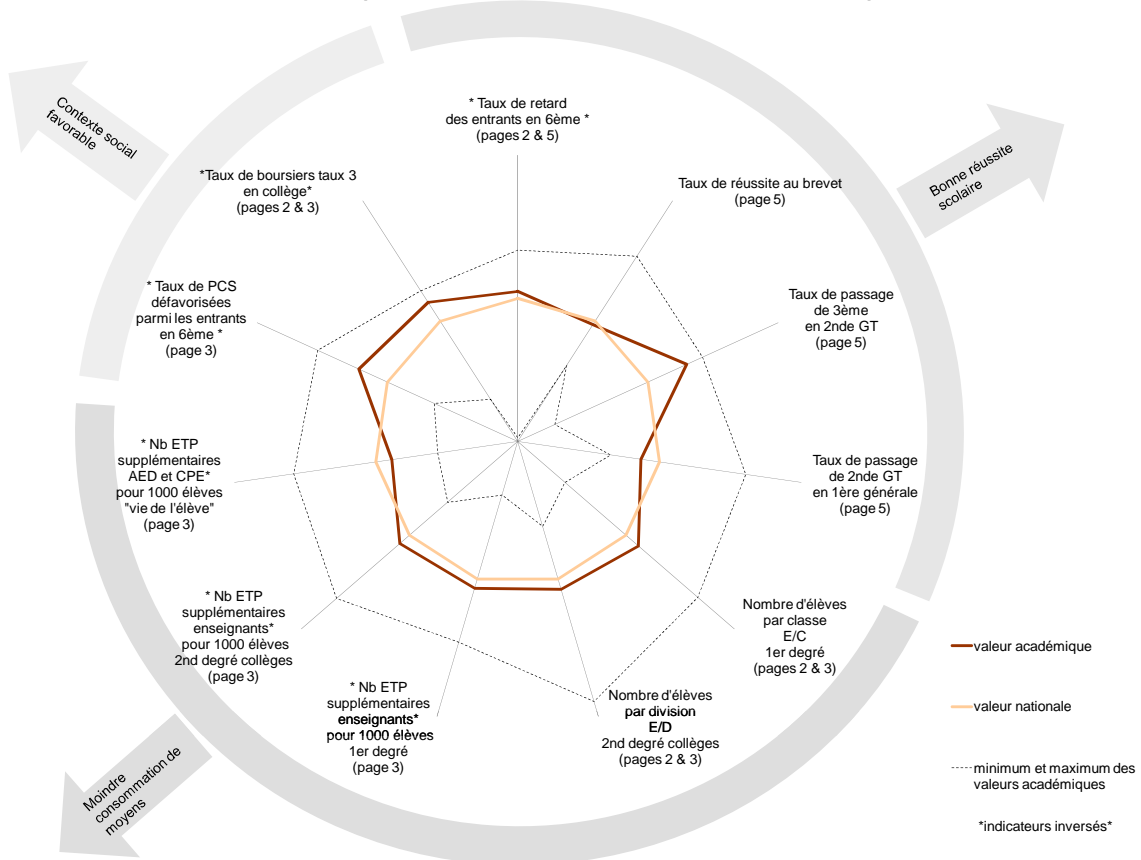 * Taux de retard
des entrants en 6ème *
(pages 2 & 5)
Contexte social
favorable
*Taux de boursiers taux 3
en collège*
(pages 2 & 3)
Taux de réussite au brevet
(page 5)
Bonne réussite
scolaire
* Taux de PCS
défavorisées
parmi les entrants
en 6ème *
(page 3)
Taux de passage
de 3ème
en 2nde GT
(page 5)
* Nb ETP
supplémentaires
AED et CPE*
pour 1000 élèves
"vie de l'élève"
(page 3)
Taux de passage
de 2nde GT
en 1ère générale
(page 5)
* Nb ETP
supplémentaires
enseignants*
pour 1000 élèves
2nd degré collèges
(page 3)
Nombre d'élèves
par classe
E/C
1er degré
(pages 2 & 3)
* Nb ETP
supplémentaires
enseignants*
pour 1000 élèves
1er degré
(page 3)
Nombre d'élèves
par division
E/D
2nd degré collèges
(pages 2 & 3)
Moindre
consommation de
moyens
valeur académique
valeur nationale
minimum et maximum des
valeurs académiques
*indicateurs inversés*